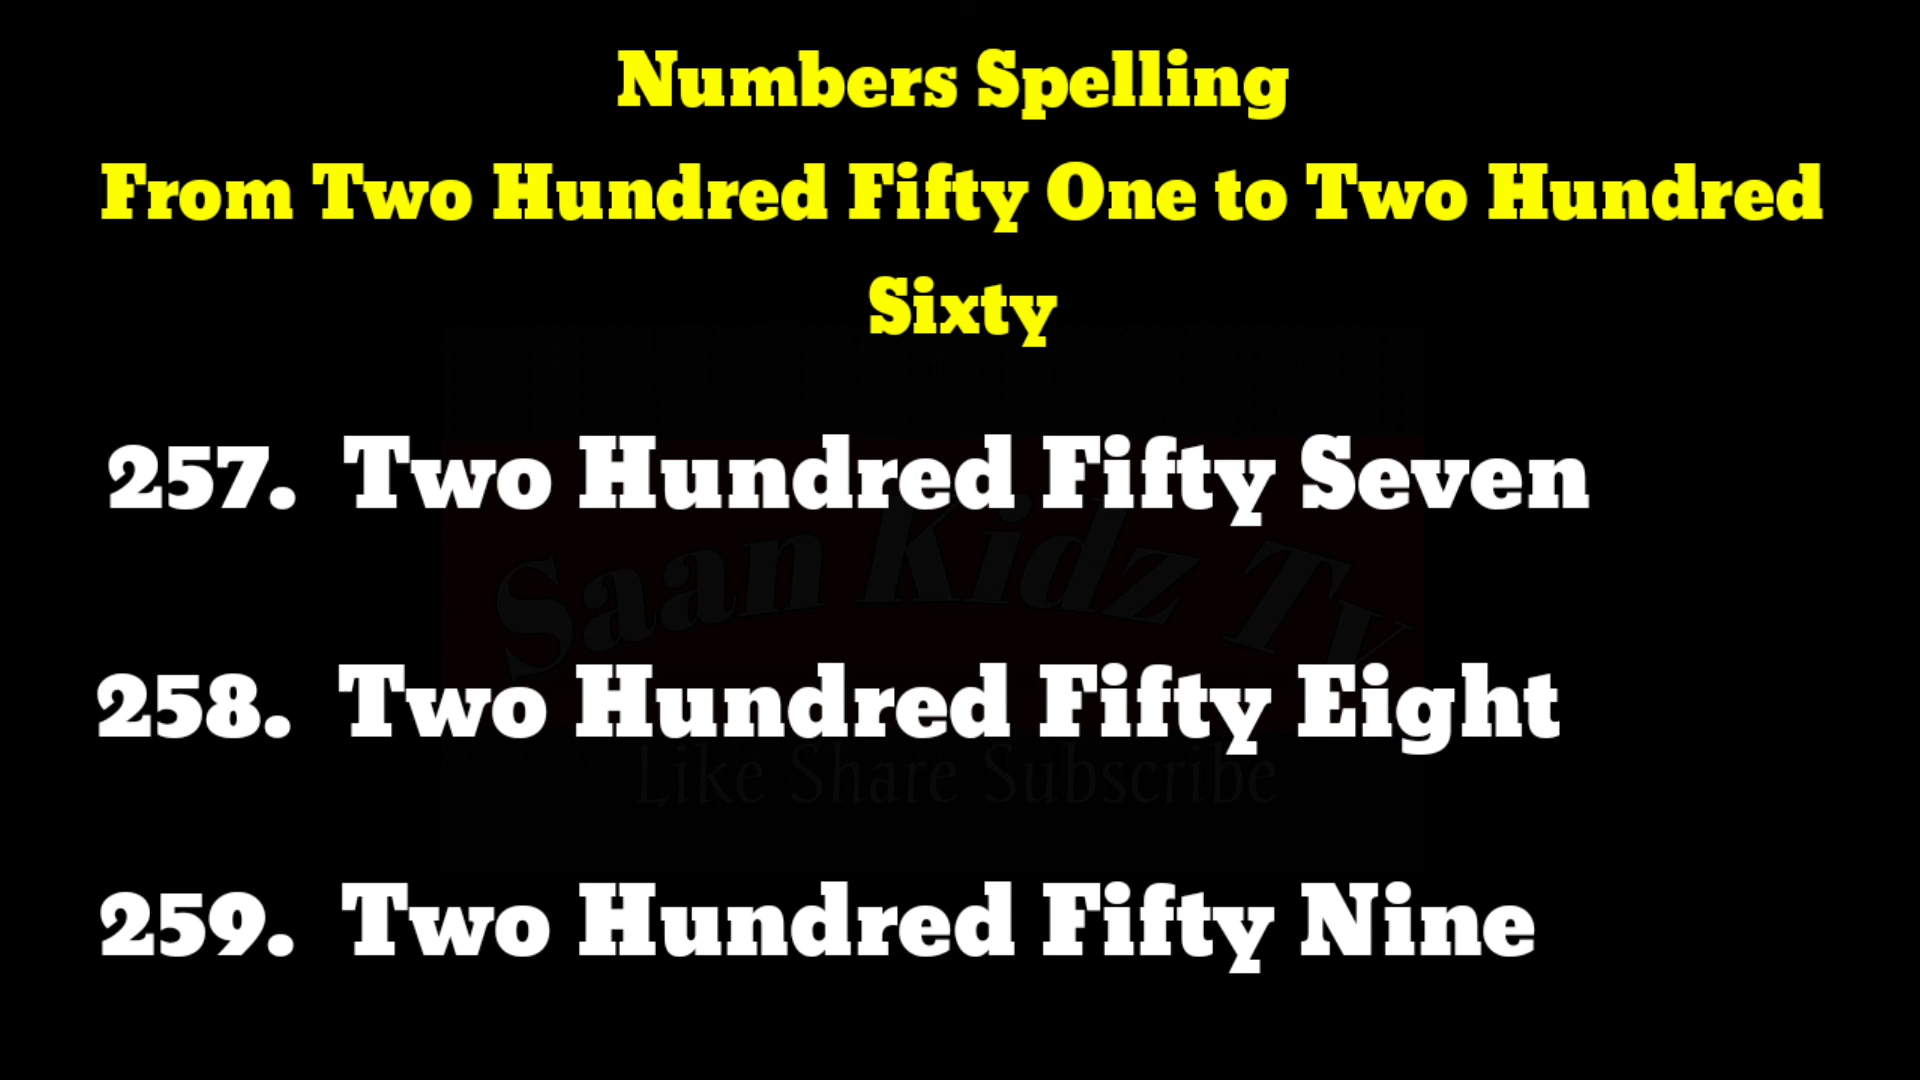 Numbers Spelling
From Two Hundred Fifty One to Two Hundred
Sixty
257. Two Hundred Fifty Seven
Saan Kidz Tv
258. Two Hundred Fifty Eight
Like Share Subscribe
259. Two Hundred Fifty Nine